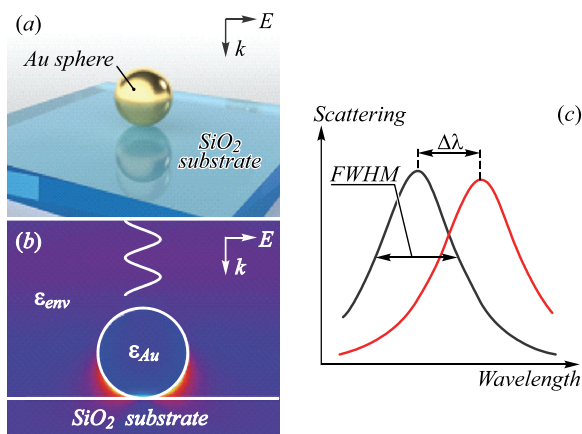 (a)
E
k
Au sphere
SiO2
substrate
(b)
E
k
εenv
εAu
SiO2 substrate
(c)
Scattering
Δλ
FWHM
Wavelength